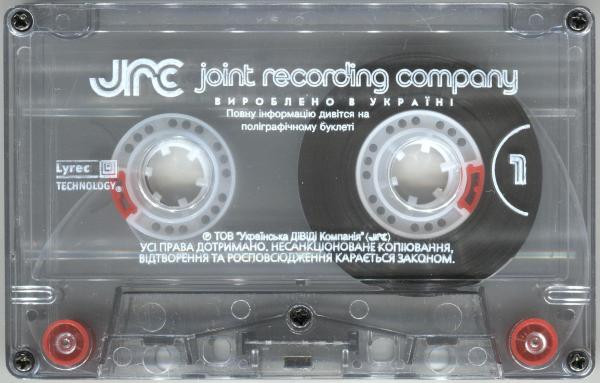 JRC joint recording company
ВИРОБЛЕНО В УКРАЇНІ
Повну інформацію дивітся на
поліграфічному буклеті
Lyrec
TECHNOLOGY®
1
℗ ТОВ "Українська ДІВІДІ Компанія" (JRC)
УСІ ПРАВА ДОТРИМАНО. НЕСАНКЦІОНОВАНЕ КОПІЮВАННЯ,
ВІДТВОРЕННЯ ТА РОСПОВСЮДЖЕННЯ КАРАЄТЬСЯ ЗАКОНОМ.